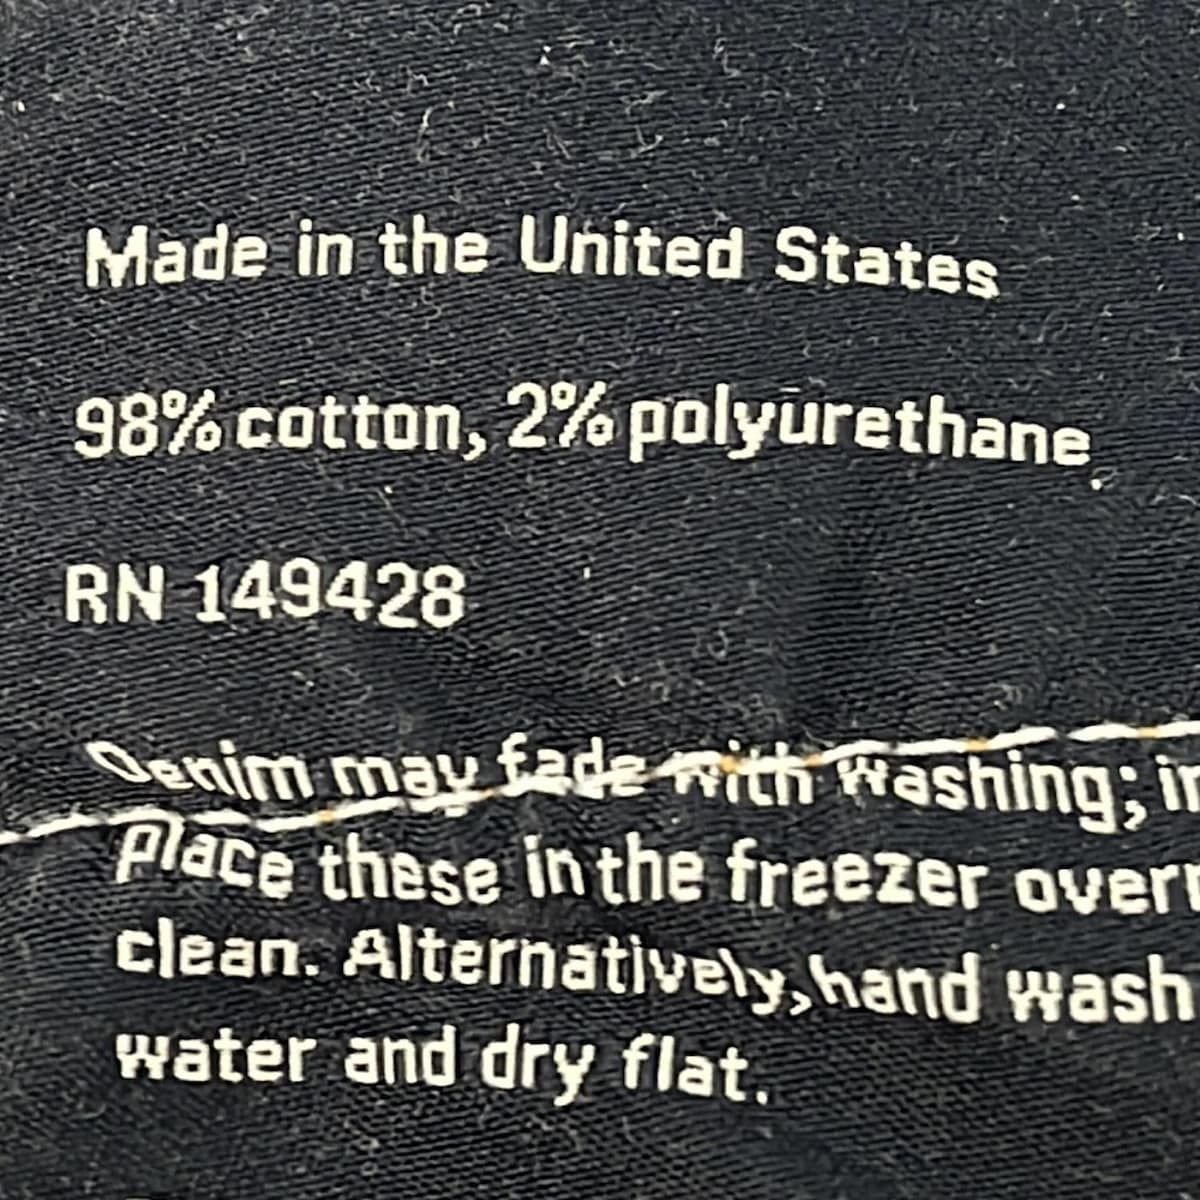 Made in the United States
98% cotton, 2% polyurethane
RN 149428
Denim may fade with washing;
Place these in the freezer
clean. Alternatively, hand wash
water and dry flat.